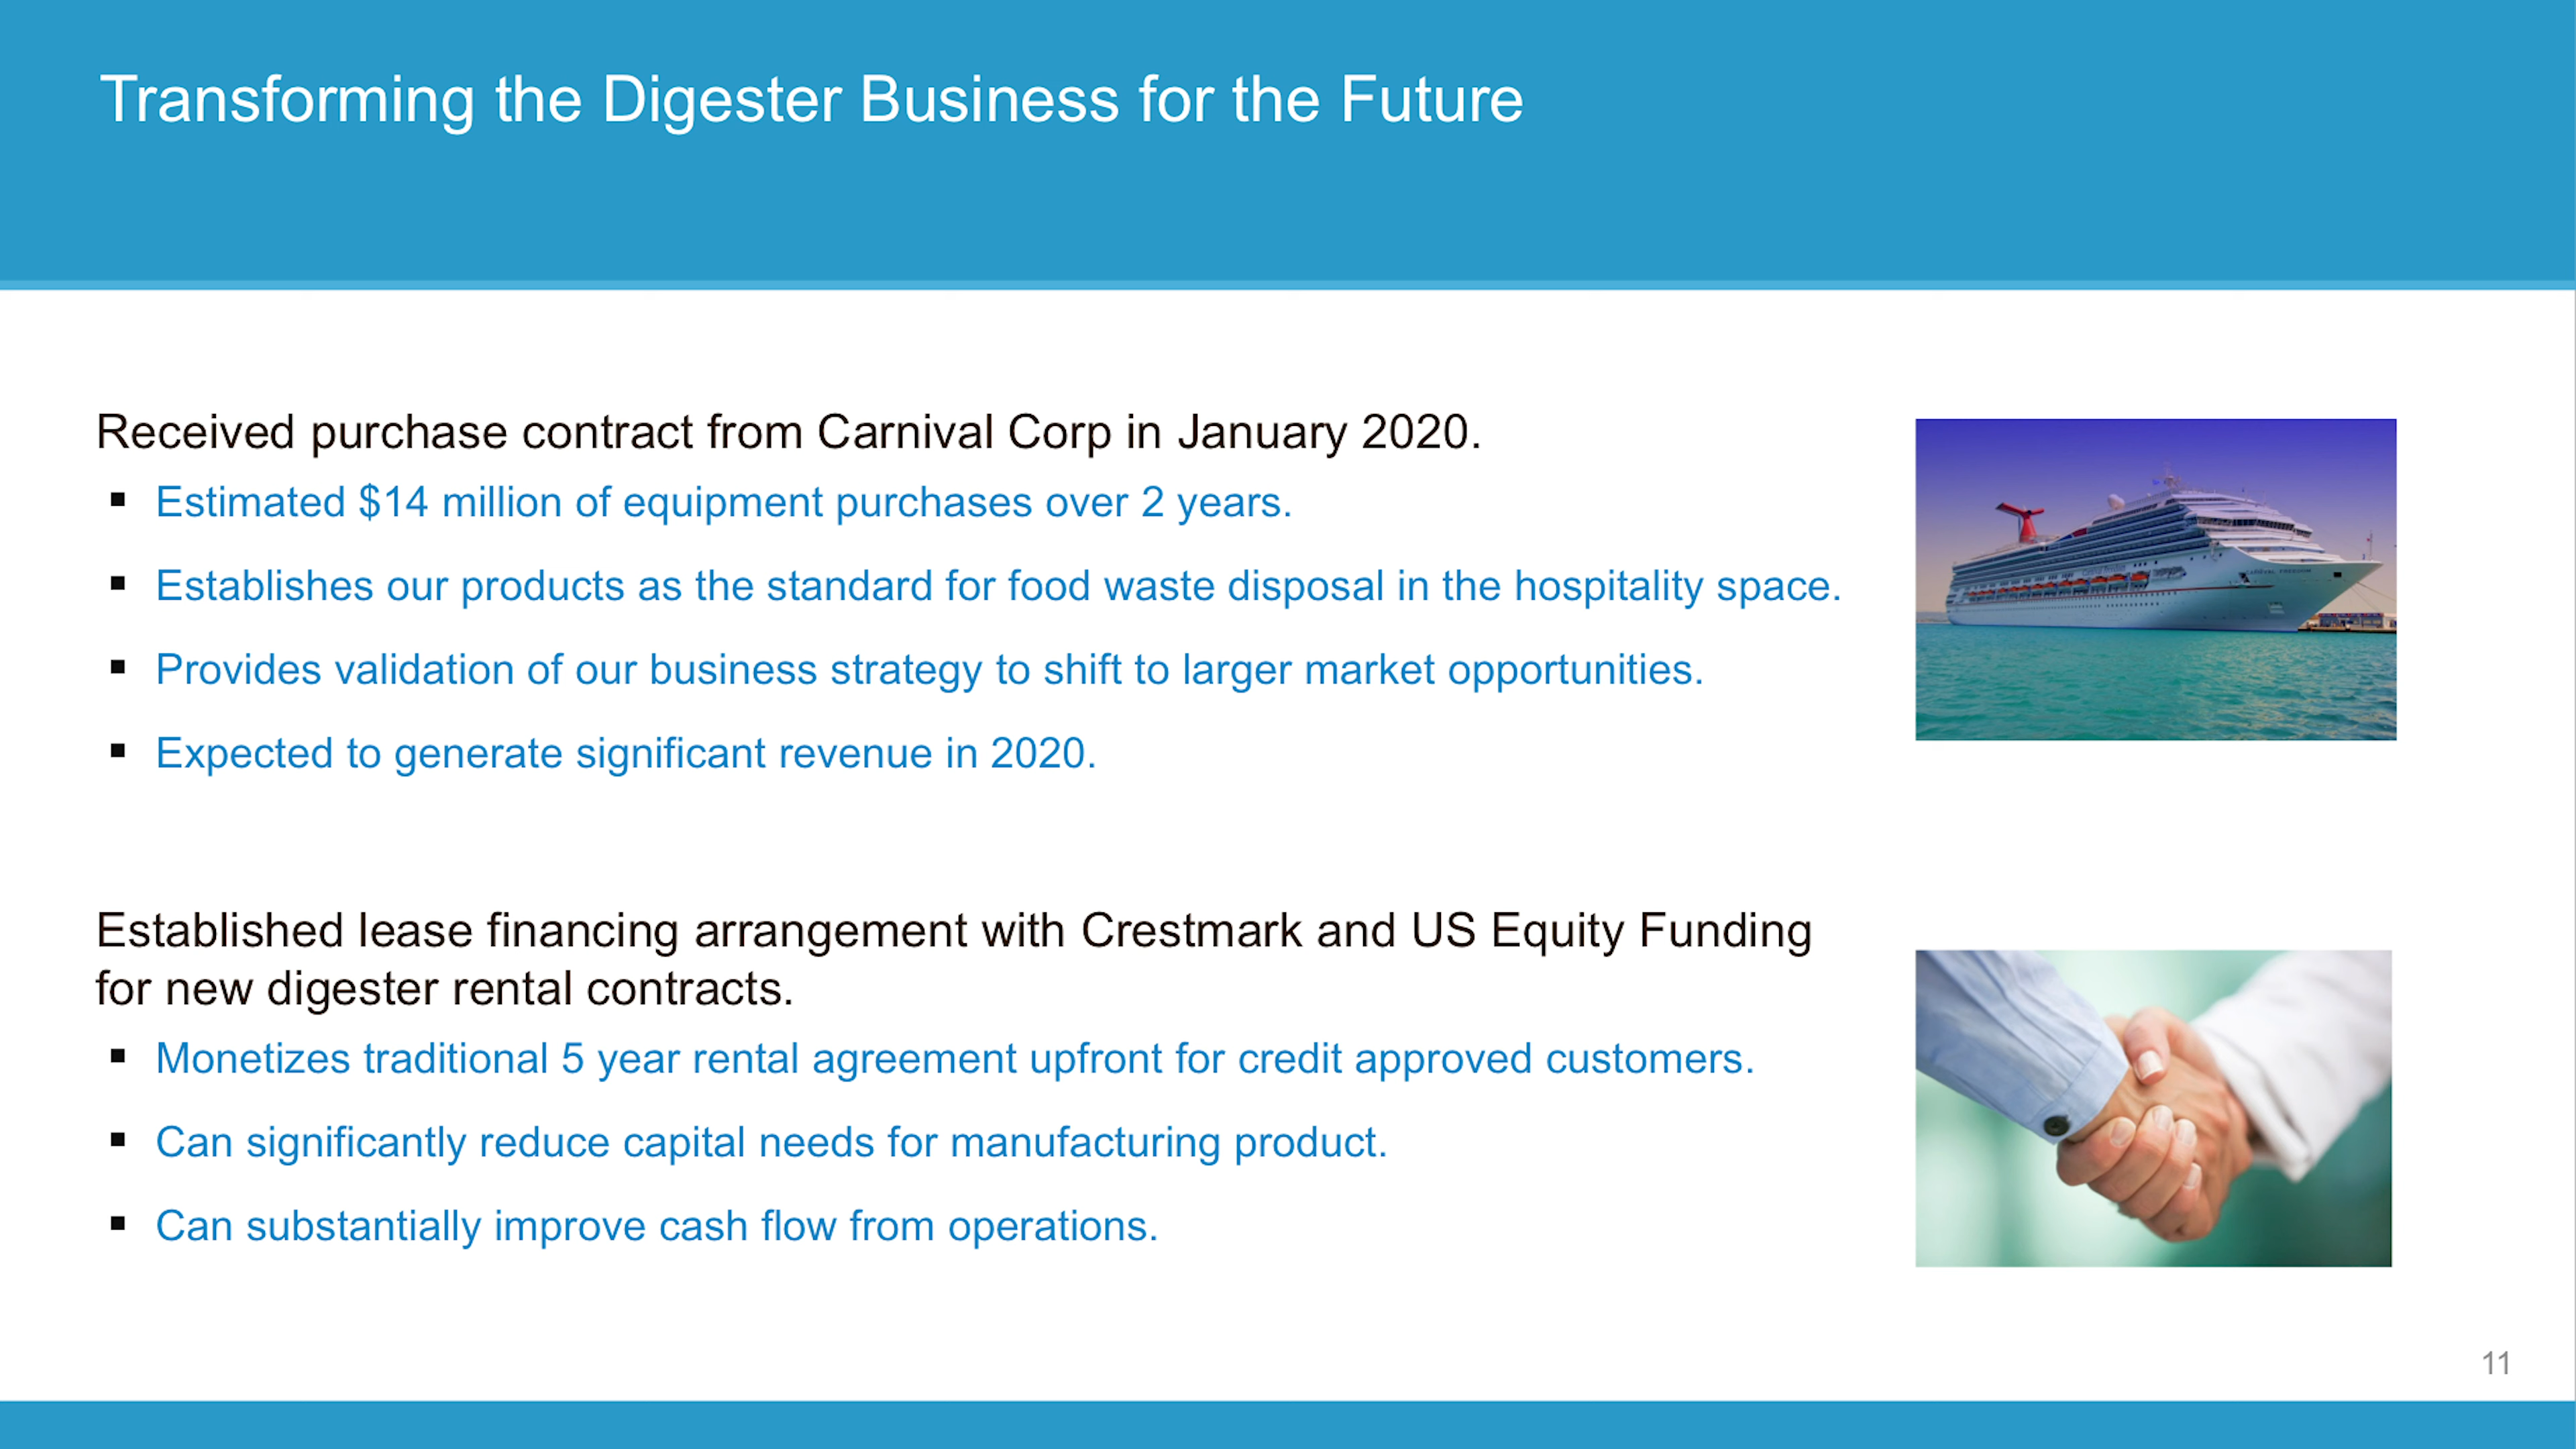 Transforming the Digester Business for the Future
Received purchase contract from Carnival Corp in January 2020.
▪ Estimated $14 million of equipment purchases over 2 years.
▪ Establishes our products as the standard for food waste disposal in the hospitality space.
▪ Provides validation of our business strategy to shift to larger market opportunities.
▪ Expected to generate significant revenue in 2020.
CARNIVAL FREEDOM
Established lease financing arrangement with Crestmark and US Equity Funding
for new digester rental contracts.
▪ Monetizes traditional 5 year rental agreement upfront for credit approved customers.
▪ Can significantly reduce capital needs for manufacturing product.
▪ Can substantially improve cash flow from operations.
11